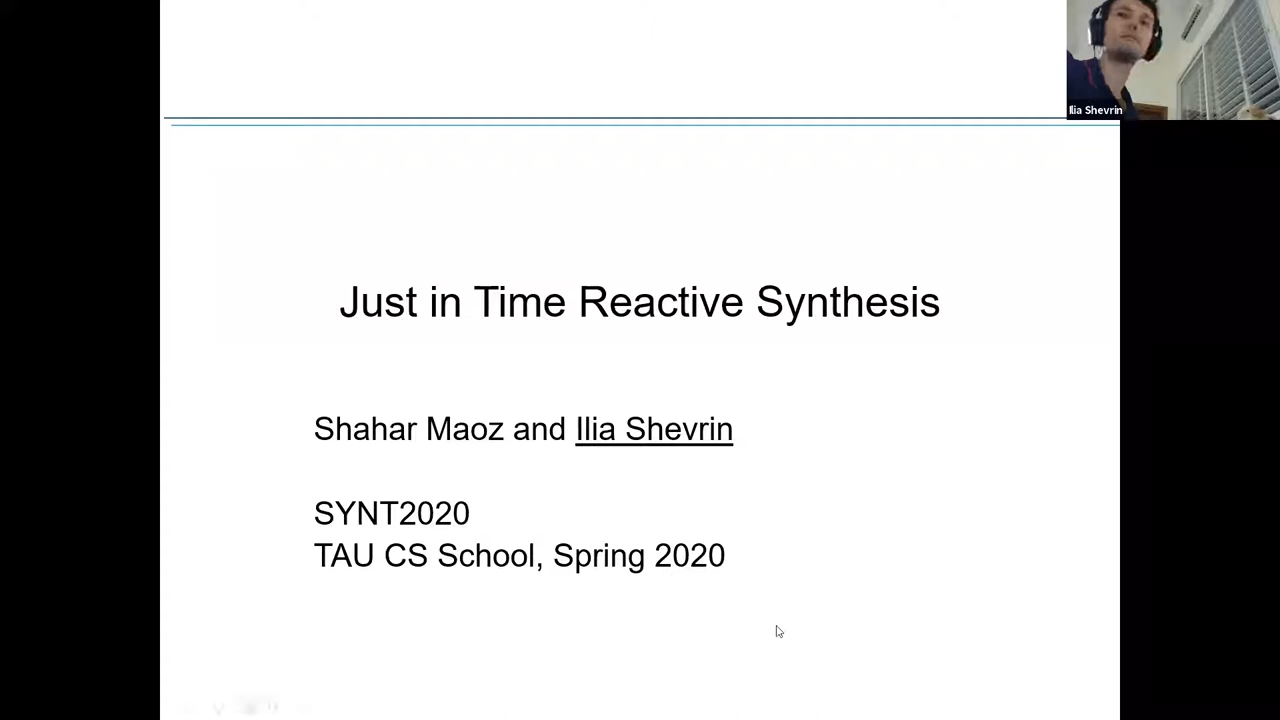 Ilia Shevrin
Just in Time Reactive Synthesis
Shahar Maoz and Ilia Shevrin
SYNT2020
TAU CS School, Spring 2020